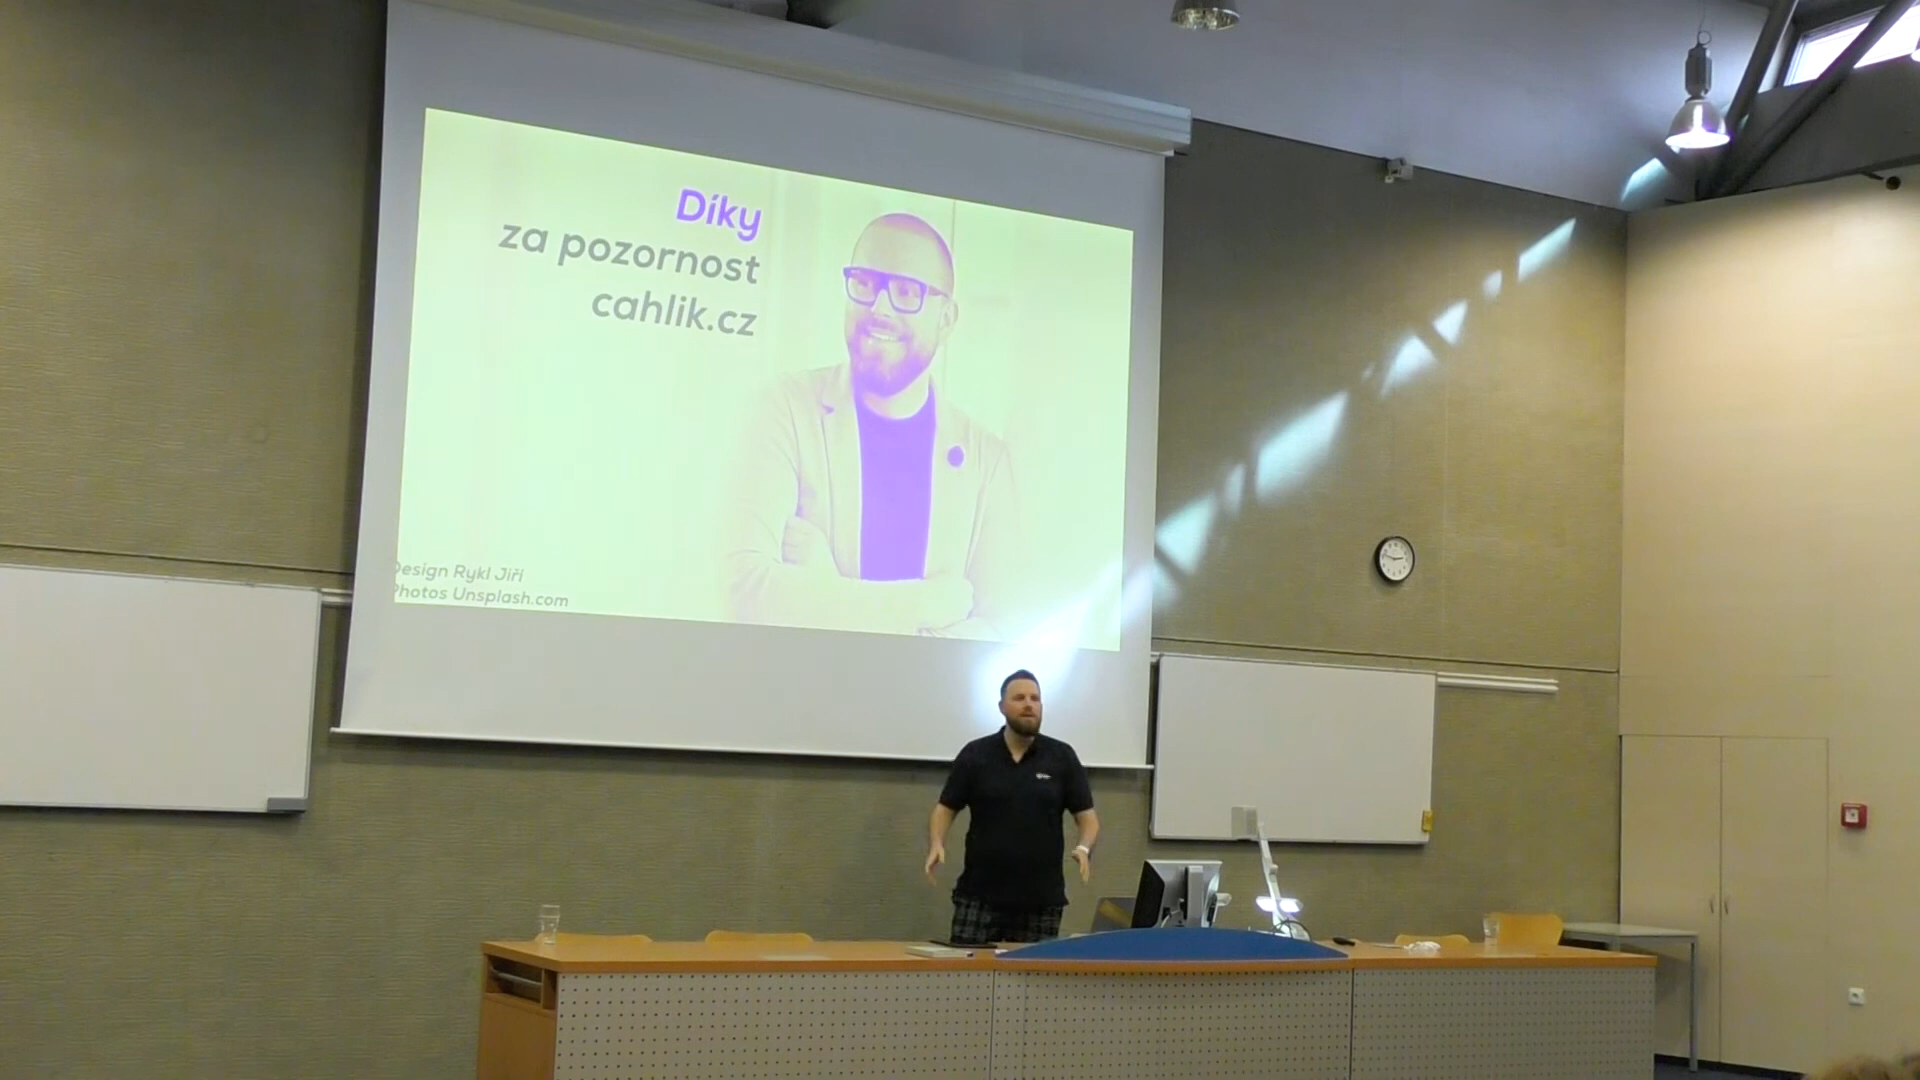 Díky
za pozornost
cahlik.cz
Design Rykl Jiří
Photos Unsplash.com